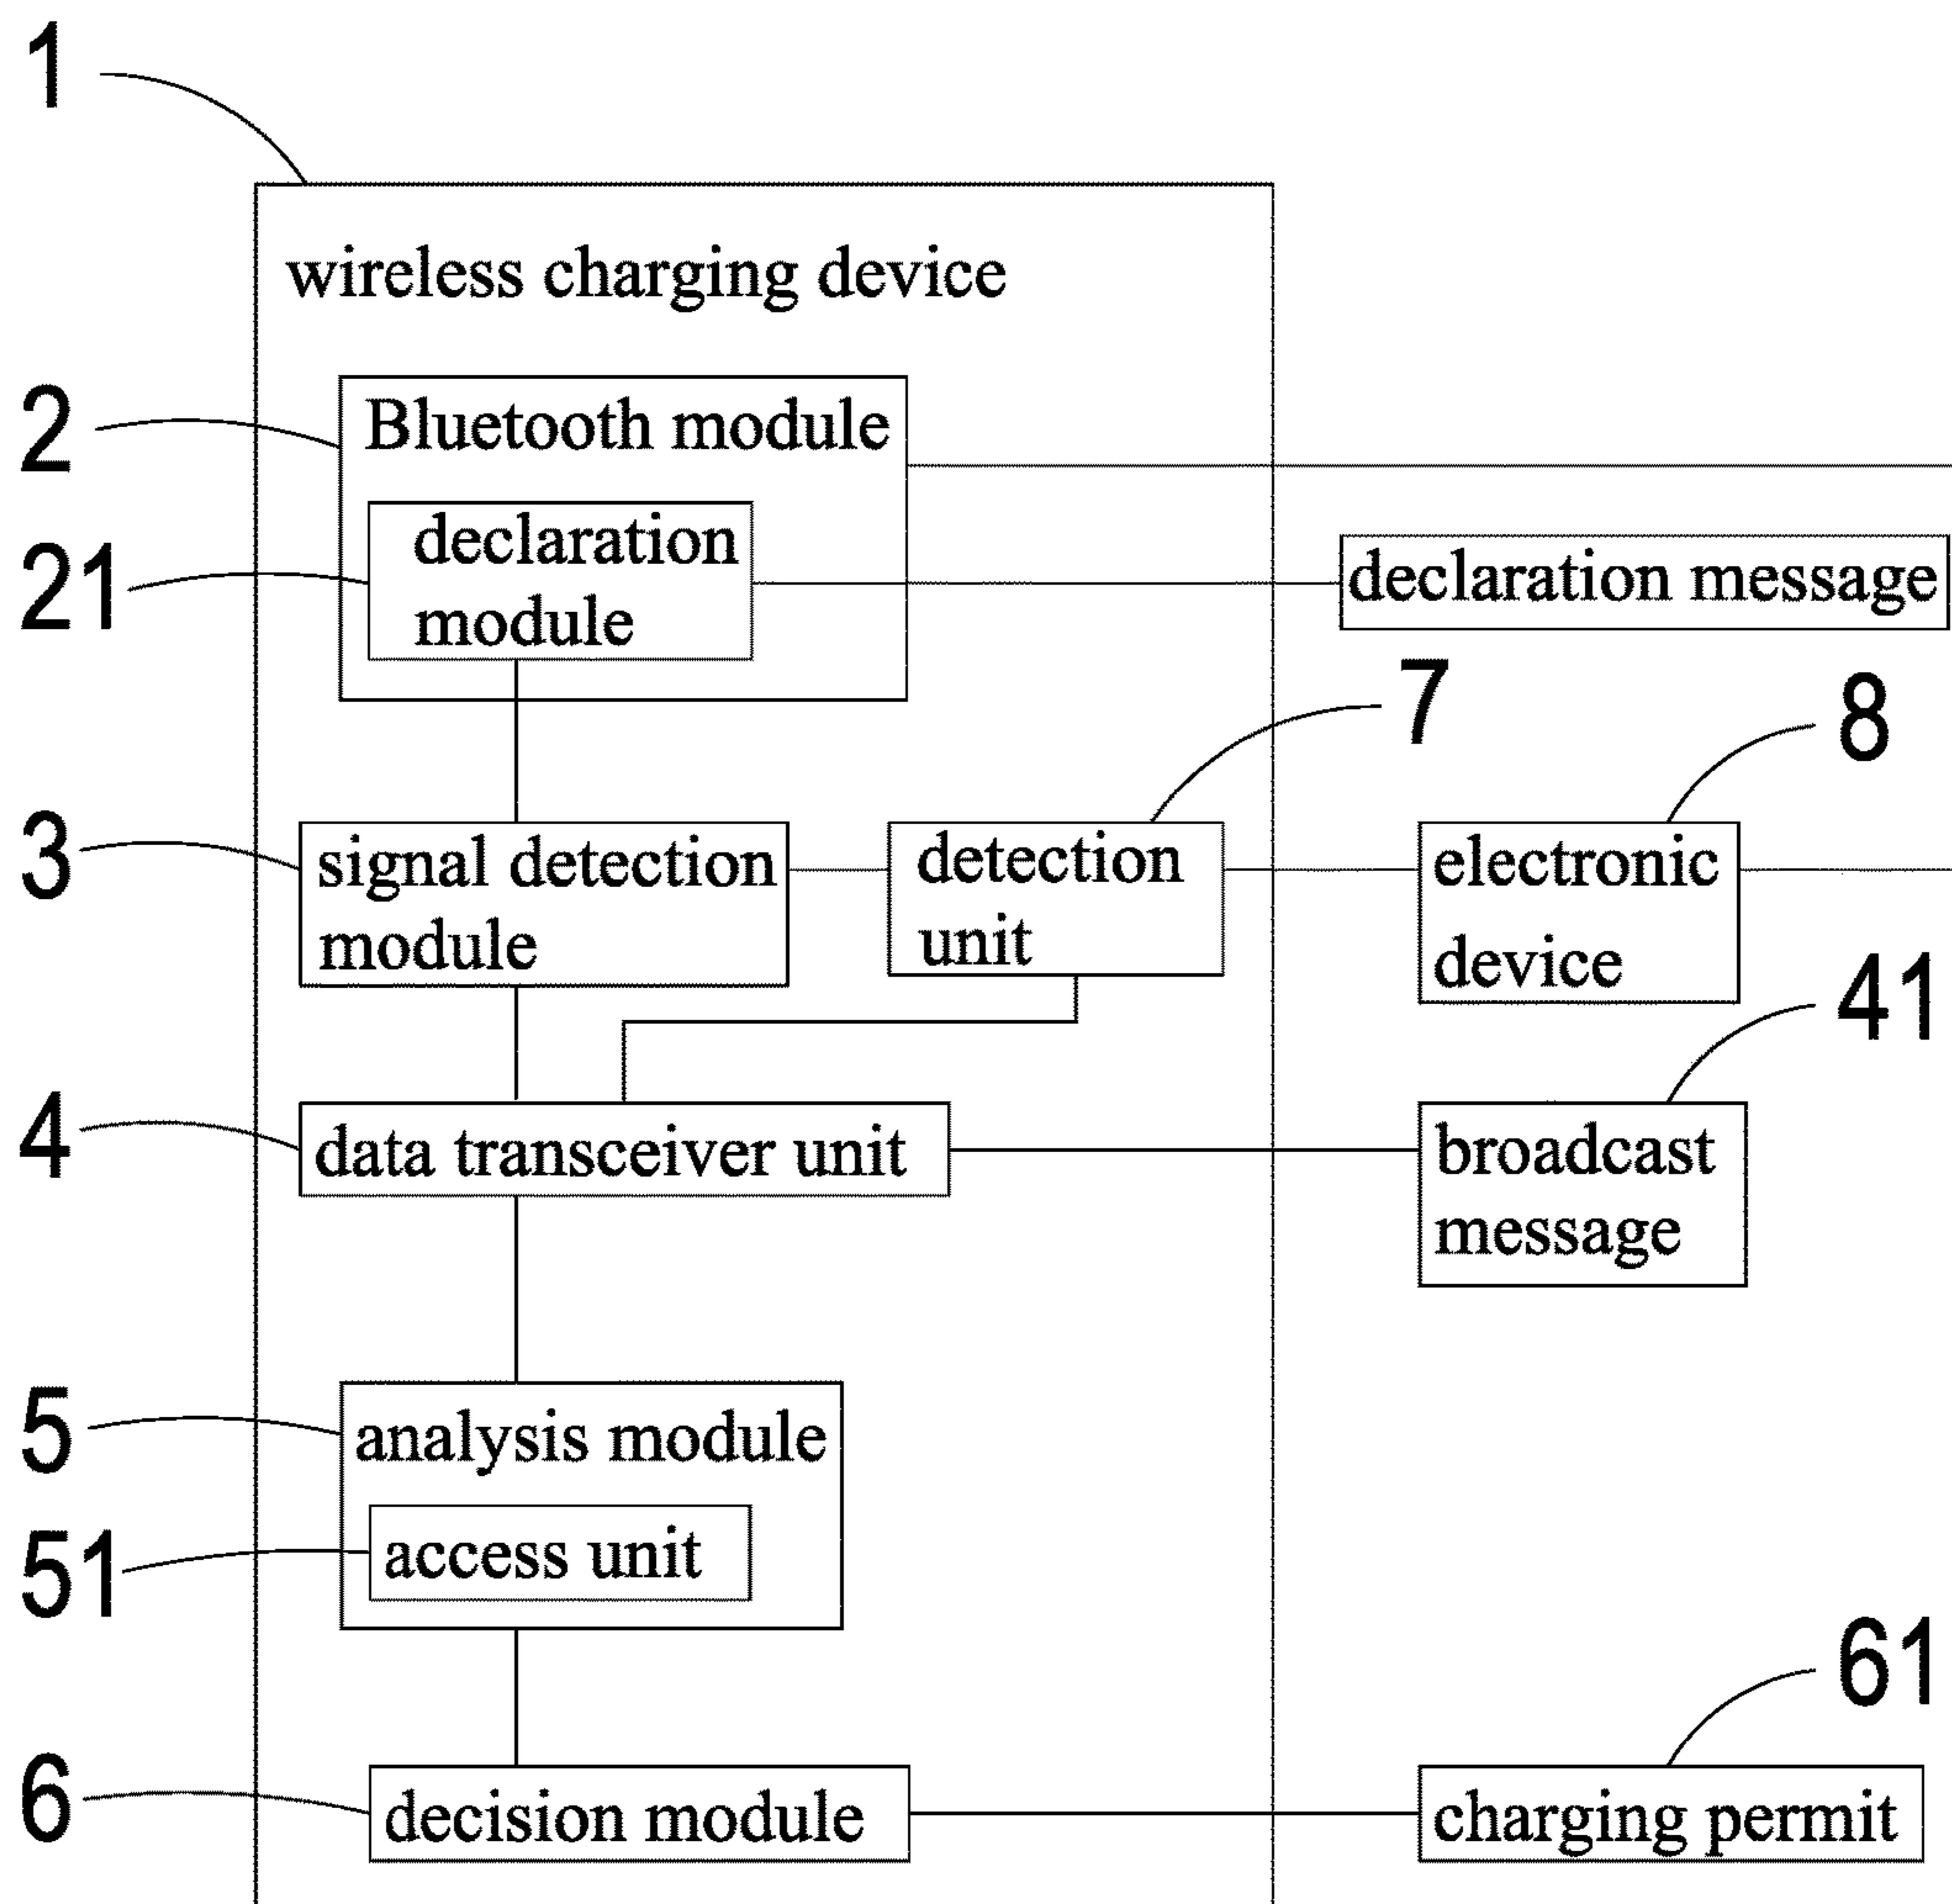 1
wireless charging device
2
Bluetooth module
21
declaration
module
declaration message
7
8
3
signal detection
module
detection
unit
electronic
device
41
4
data transceiver unit
broadcast
message
5
analysis module
51
access unit
61
6
decision module
charging permit